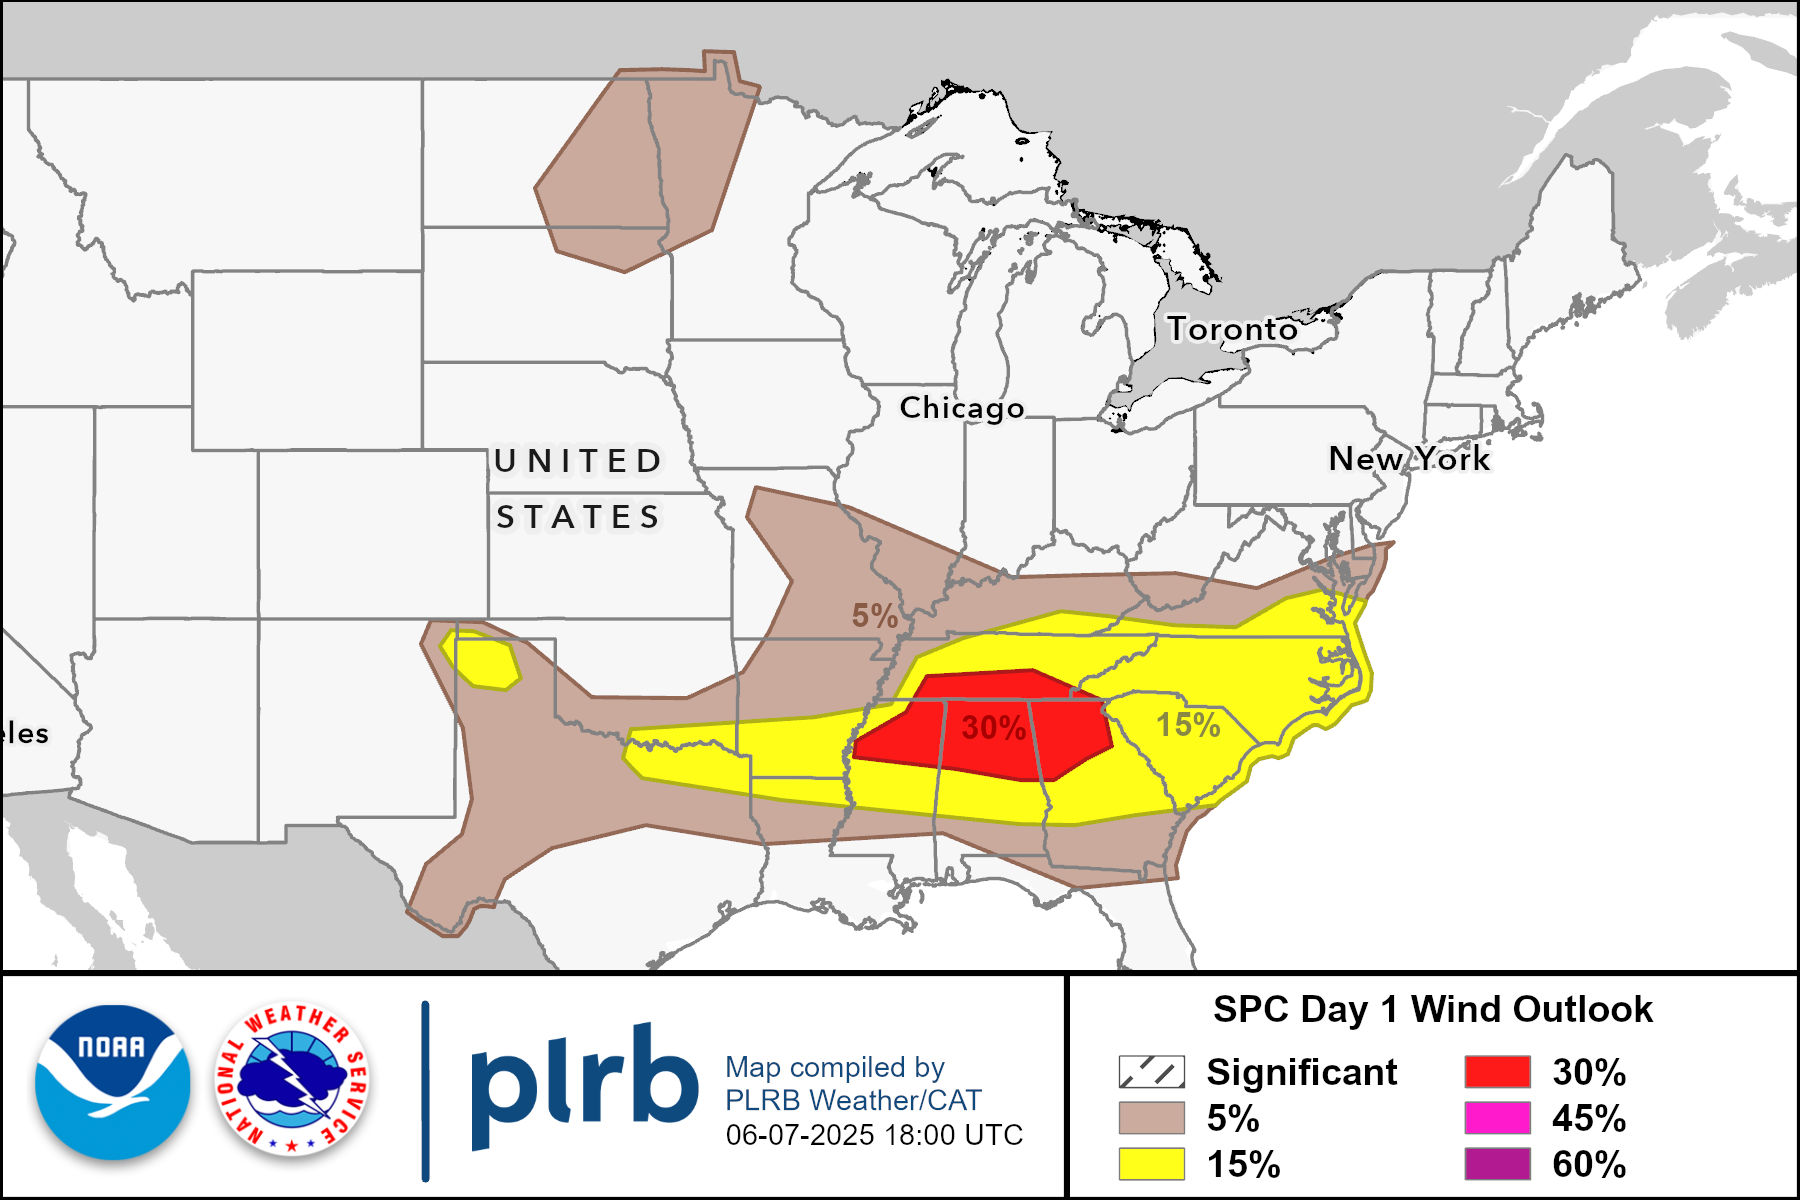 Toronto
Chicago
New York
UNITED
STATES
5%
eles
30%
15%
NOAA
NATIONAL WEATHER SERVICE
plrb
Map compiled by
PLRB Weather/CAT
06-07-2025 18:00 UTC
SPC Day 1 Wind Outlook
Significant
5%
15%
30%
45%
60%